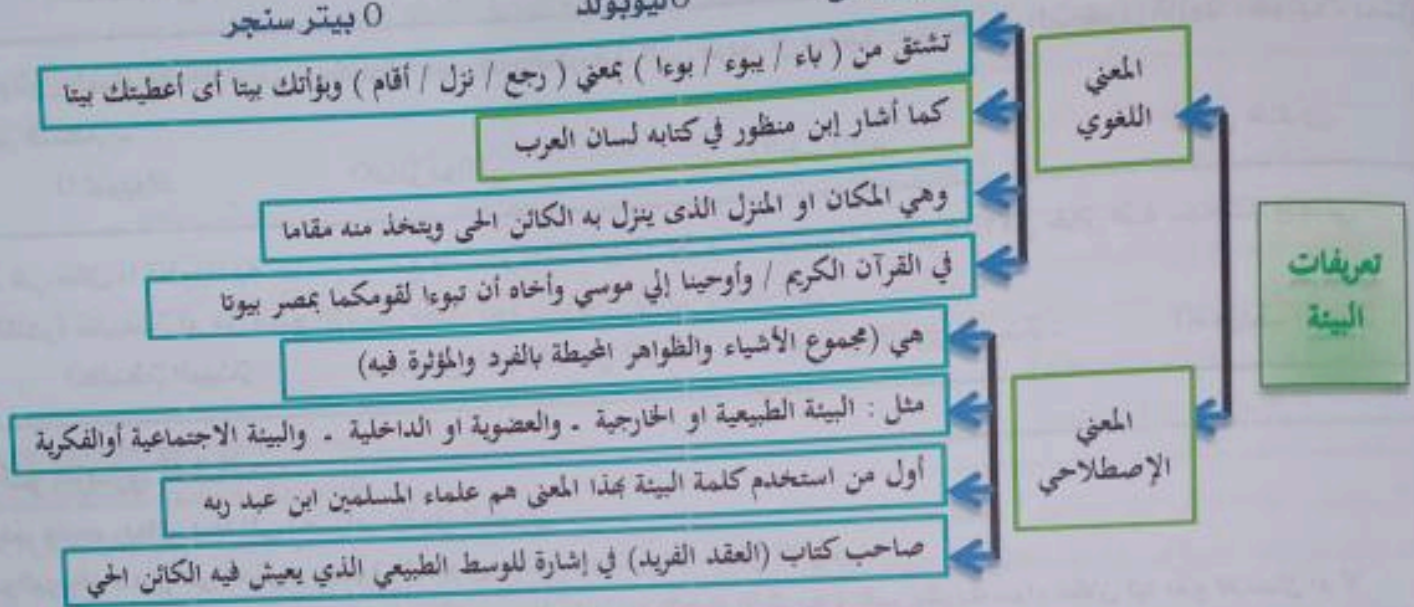 O ليوبولد
O بيتر سنجر
تعريفات
البيئة
المعني
اللغوي
تشتق من ( باء / يبوء / بوءا ) بمعني ( رجع / نزل / أقام ) وبوأتك بيتا أى أعطيتك بيتا
كما أشار إبن منظور في كتابه لسان العرب
وهي المكان او المنزل الذى ينزل به الكائن الحى ويتخذ منه مقاما
في القرآن الكريم / وأوحينا إلي موسي وأخاه أن تبوءا لقومكما بمصر بيوتا
المعني
الإصطلاحي
هي (مجموع الأشياء والظواهر المحيطة بالفرد والمؤثرة فيه)
مثل : البيئة الطبيعية او الخارجية - والعضوية او الداخلية - والبيئة الاجتماعية أوالفكرية
أول من استخدم كلمة البيئة بهذا المعنى هم علماء المسلمين ابن عبد ربه
صاحب كتاب (العقد الفريد) في إشارة للوسط الطبيعي الذي يعيش فيه الكائن الحي